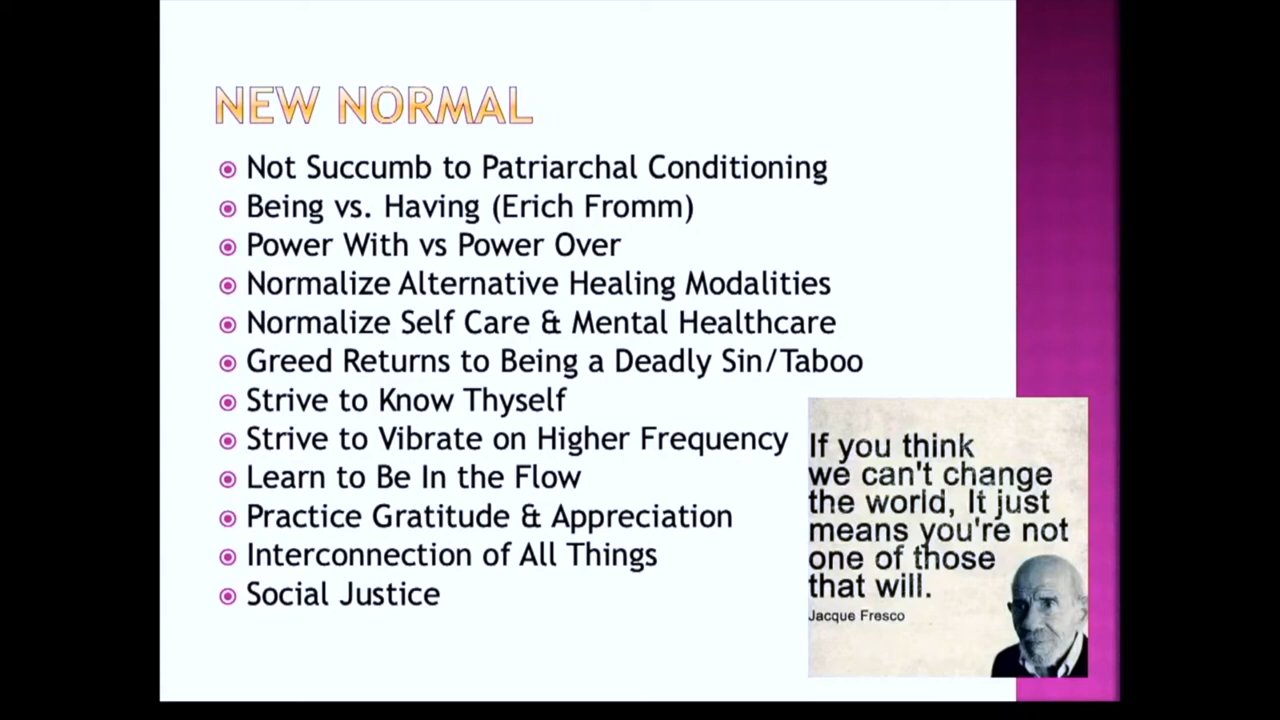 NEW NORMAL
Not Succumb to Patriarchal Conditioning
Being vs. Having (Erich Fromm)
Power With vs Power Over
Normalize Alternative Healing Modalities
Normalize Self Care & Mental Healthcare
Greed Returns to Being a Deadly Sin/Taboo
Strive to Know Thyself
Strive to Vibrate on Higher Frequency
Learn to Be In the Flow
Practice Gratitude & Appreciation
Interconnection of All Things
Social Justice
If you think
we can't change
the world, It just
means you're not
one of those
that will.
Jacque Fresco